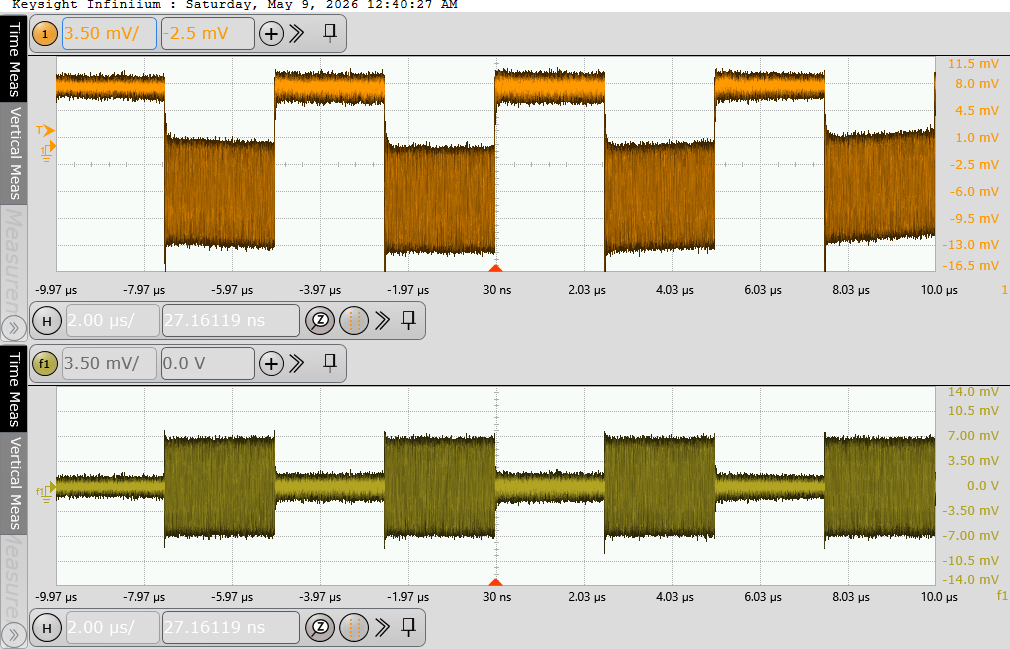 Keysight Infiniium : Saturday, May 9, 2026 12:40:27 AM
Time Meas
Vertical Meas
1
3.50 mV/
-2.5 mV
+
T
11.5 mV
8.0 mV
4.5 mV
1.0 mV
-2.5 mV
-6.0 mV
-9.5 mV
-13.0 mV
-16.5 mV
-9.97 µs -7.97 µs -5.97 µs -3.97 µs -1.97 µs 30 ns 2.03 µs 4.03 µs 6.03 µs 8.03 µs 10.0 µs 1
H 2.00 µs/ 27.16119 ns Z
Time Meas
Vertical Meas
f1
3.50 mV/
0.0 V
+
f1
14.0 mV
10.5 mV
7.00 mV
3.50 mV
0.0 V
-3.50 mV
-7.00 mV
-10.5 mV
-14.0 mV
-9.97 µs -7.97 µs -5.97 µs -3.97 µs -1.97 µs 30 ns 2.03 µs 4.03 µs 6.03 µs 8.03 µs 10.0 µs f1
H 2.00 µs/ 27.16119 ns Z